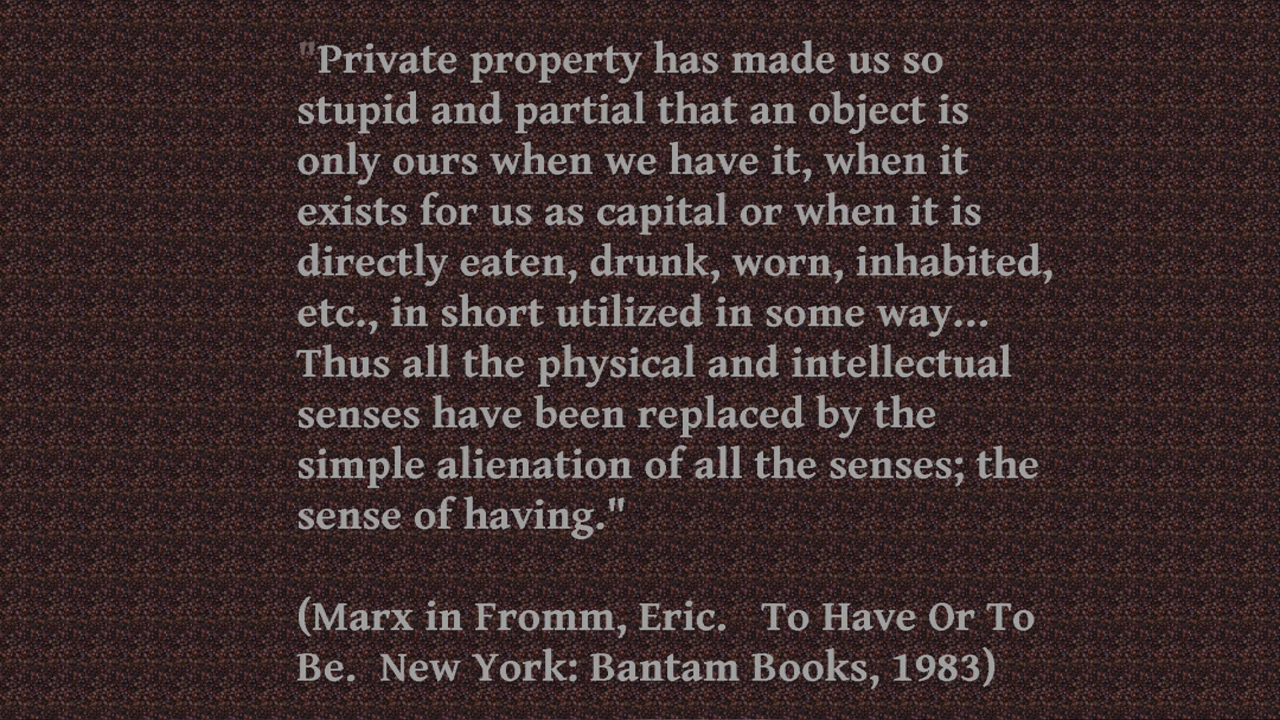 "Private property has made us so
stupid and partial that an object is
only ours when we have it, when it
exists for us as capital or when it is
directly eaten, drunk, worn, inhabited,
etc., in short utilized in some way...
Thus all the physical and intellectual
senses have been replaced by the
simple alienation of all the senses; the
sense of having."
(Marx in Fromm, Eric.   To Have Or To
Be.  New York: Bantam Books, 1983)